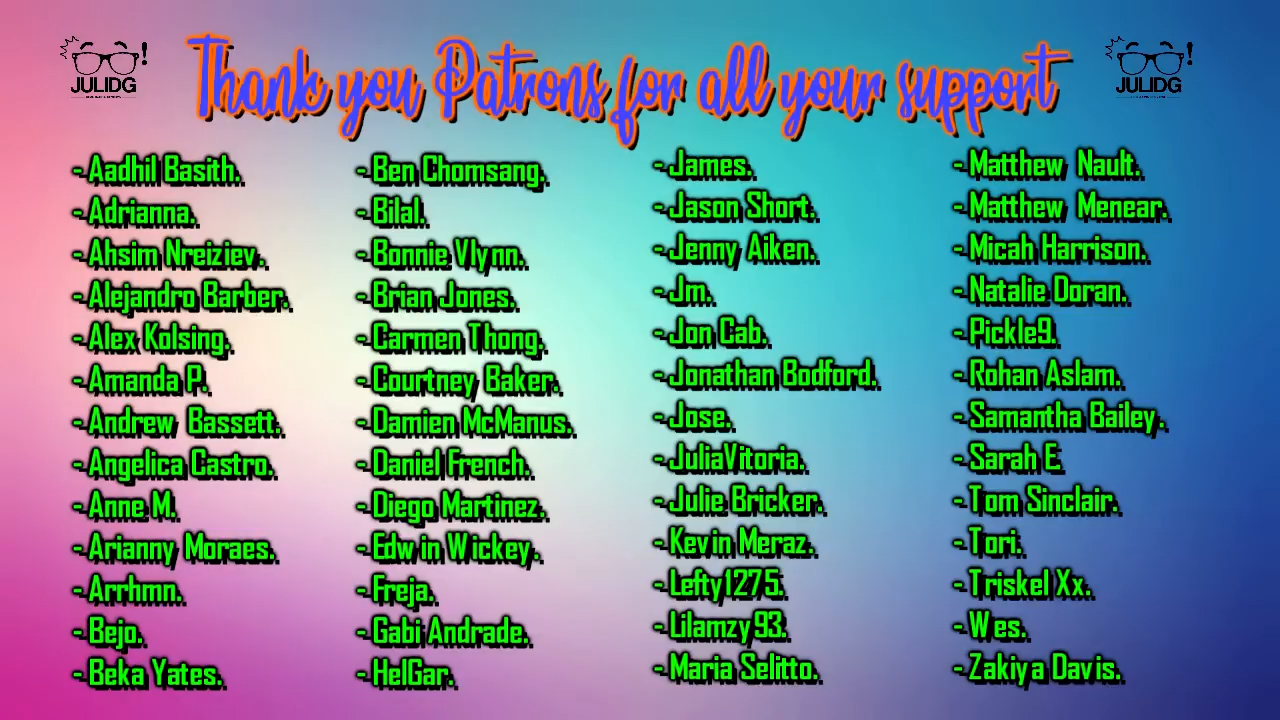 JULIDG
Thank you Patrons for all your support
JULIDG
- Aadhil Basith.
- Adrianna.
- Ahsim Nreiziev.
- Alejandro Barber.
- Alex Kolsing.
- Amanda P.
- Andrew Bassett.
- Angelica Castro.
- Anne M.
- Arianny Moraes.
- Arrhmn.
- Bejo.
- Beka Yates.
- Ben Chomsang.
- Bilal.
- Bonnie Vlynn.
- Brian Jones.
- Carmen Thong.
- Courtney Baker.
- Damien McManus.
- Daniel French.
- Diego Martinez.
- Edwin Wickey.
- Freja.
- Gabi Andrade.
- HelGar.
- James.
- Jason Short.
- Jenny Aiken.
- Jm.
- Jon Cab.
- Jonathan Bodford.
- Jose.
- JuliaVitoria.
- Julie Bricker.
- Kevin Meraz.
- Lefty1275.
- Lilamzy93.
- Maria Selitto.
- Matthew Nault.
- Matthew Menear.
- Micah Harrison.
- Natalie Doran.
- Pickle9.
- Rohan Aslam.
- Samantha Bailey.
- Sarah E.
- Tom Sinclair.
- Tori.
- Triskel Xx.
- Wes.
- Zakiya Davis.